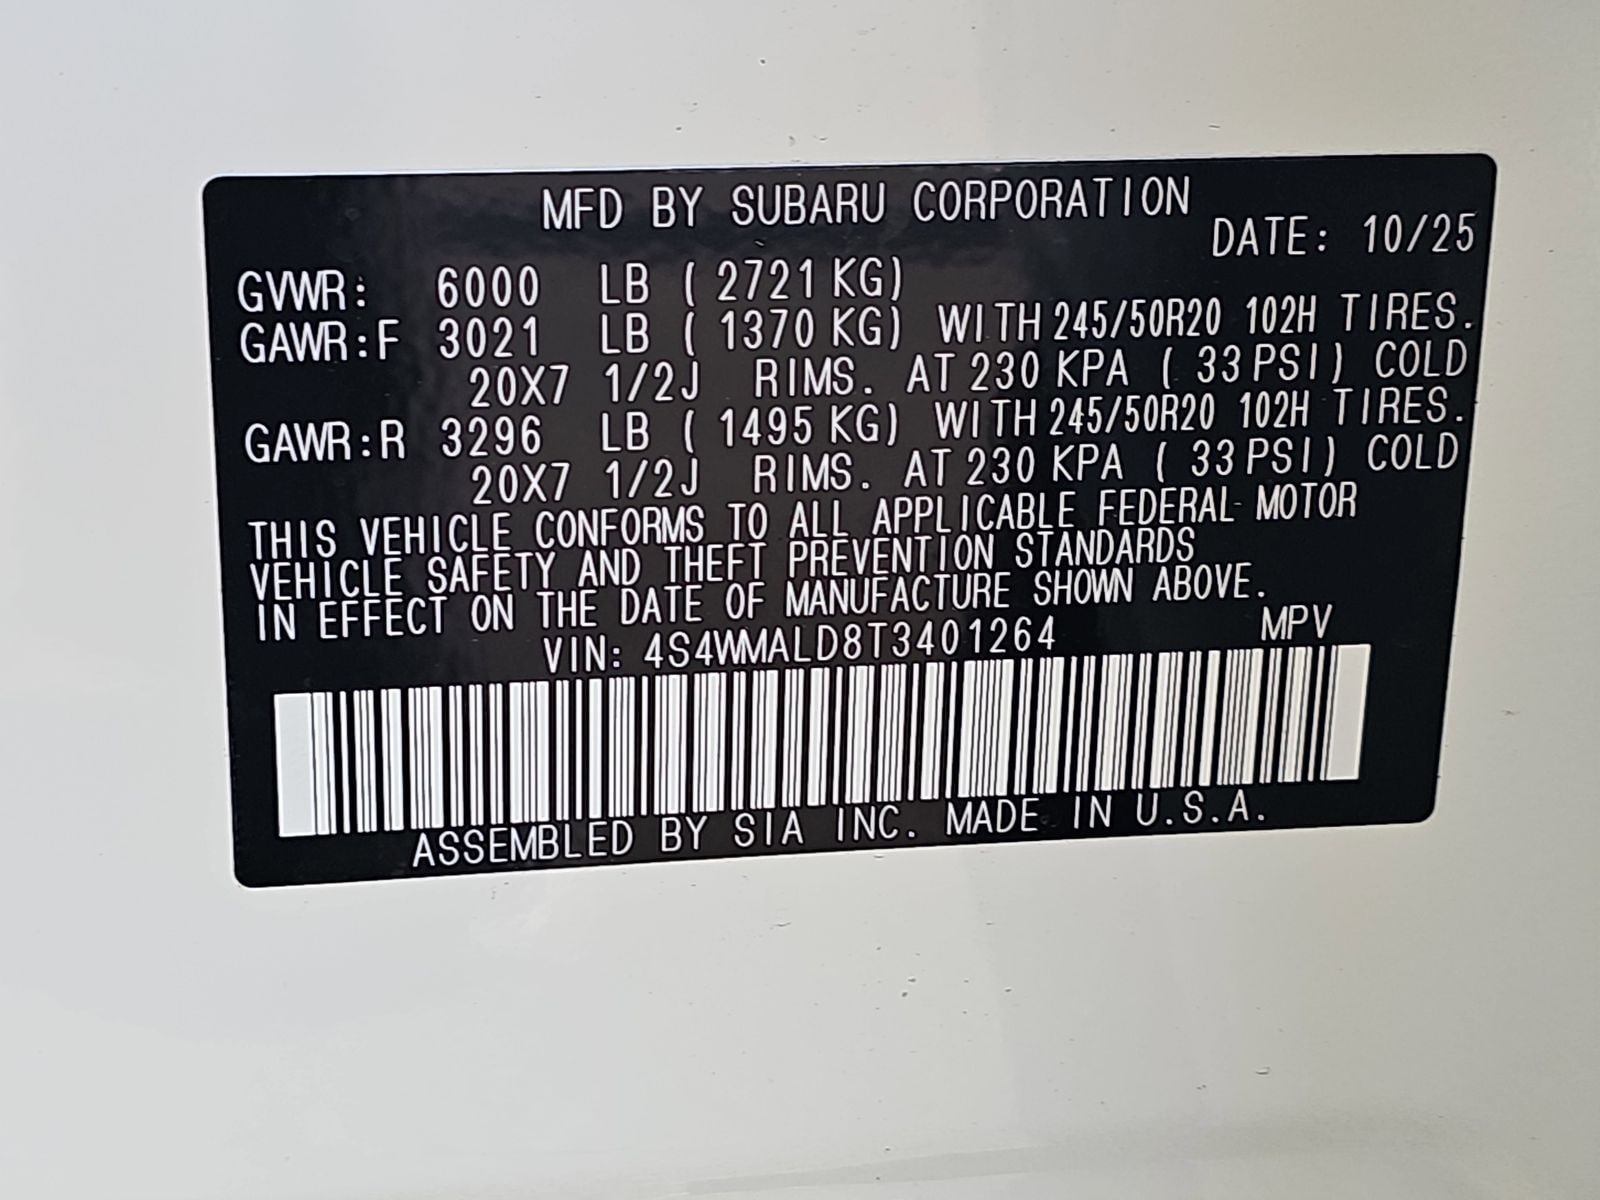 MFD BY SUBARU CORPORATION
DATE: 10/25
GVWR: 6000 LB ( 2721 KG)
GAWR:F 3021 LB ( 1370 KG) WITH 245/50R20 102H TIRES.
20X7 1/2J RIMS. AT 230 KPA ( 33 PSI) COLD
GAWR:R 3296 LB ( 1495 KG) WITH 245/50R20 102H TIRES.
20X7 1/2J RIMS. AT 230 KPA ( 33 PSI) COLD
THIS VEHICLE CONFORMS TO ALL APPLICABLE FEDERAL MOTOR
VEHICLE SAFETY AND THEFT PREVENTION STANDARDS
IN EFFECT ON THE DATE OF MANUFACTURE SHOWN ABOVE.
VIN: 4S4WMALD8T3401264 MPV
ASSEMBLED BY SIA INC. MADE IN U.S.A.